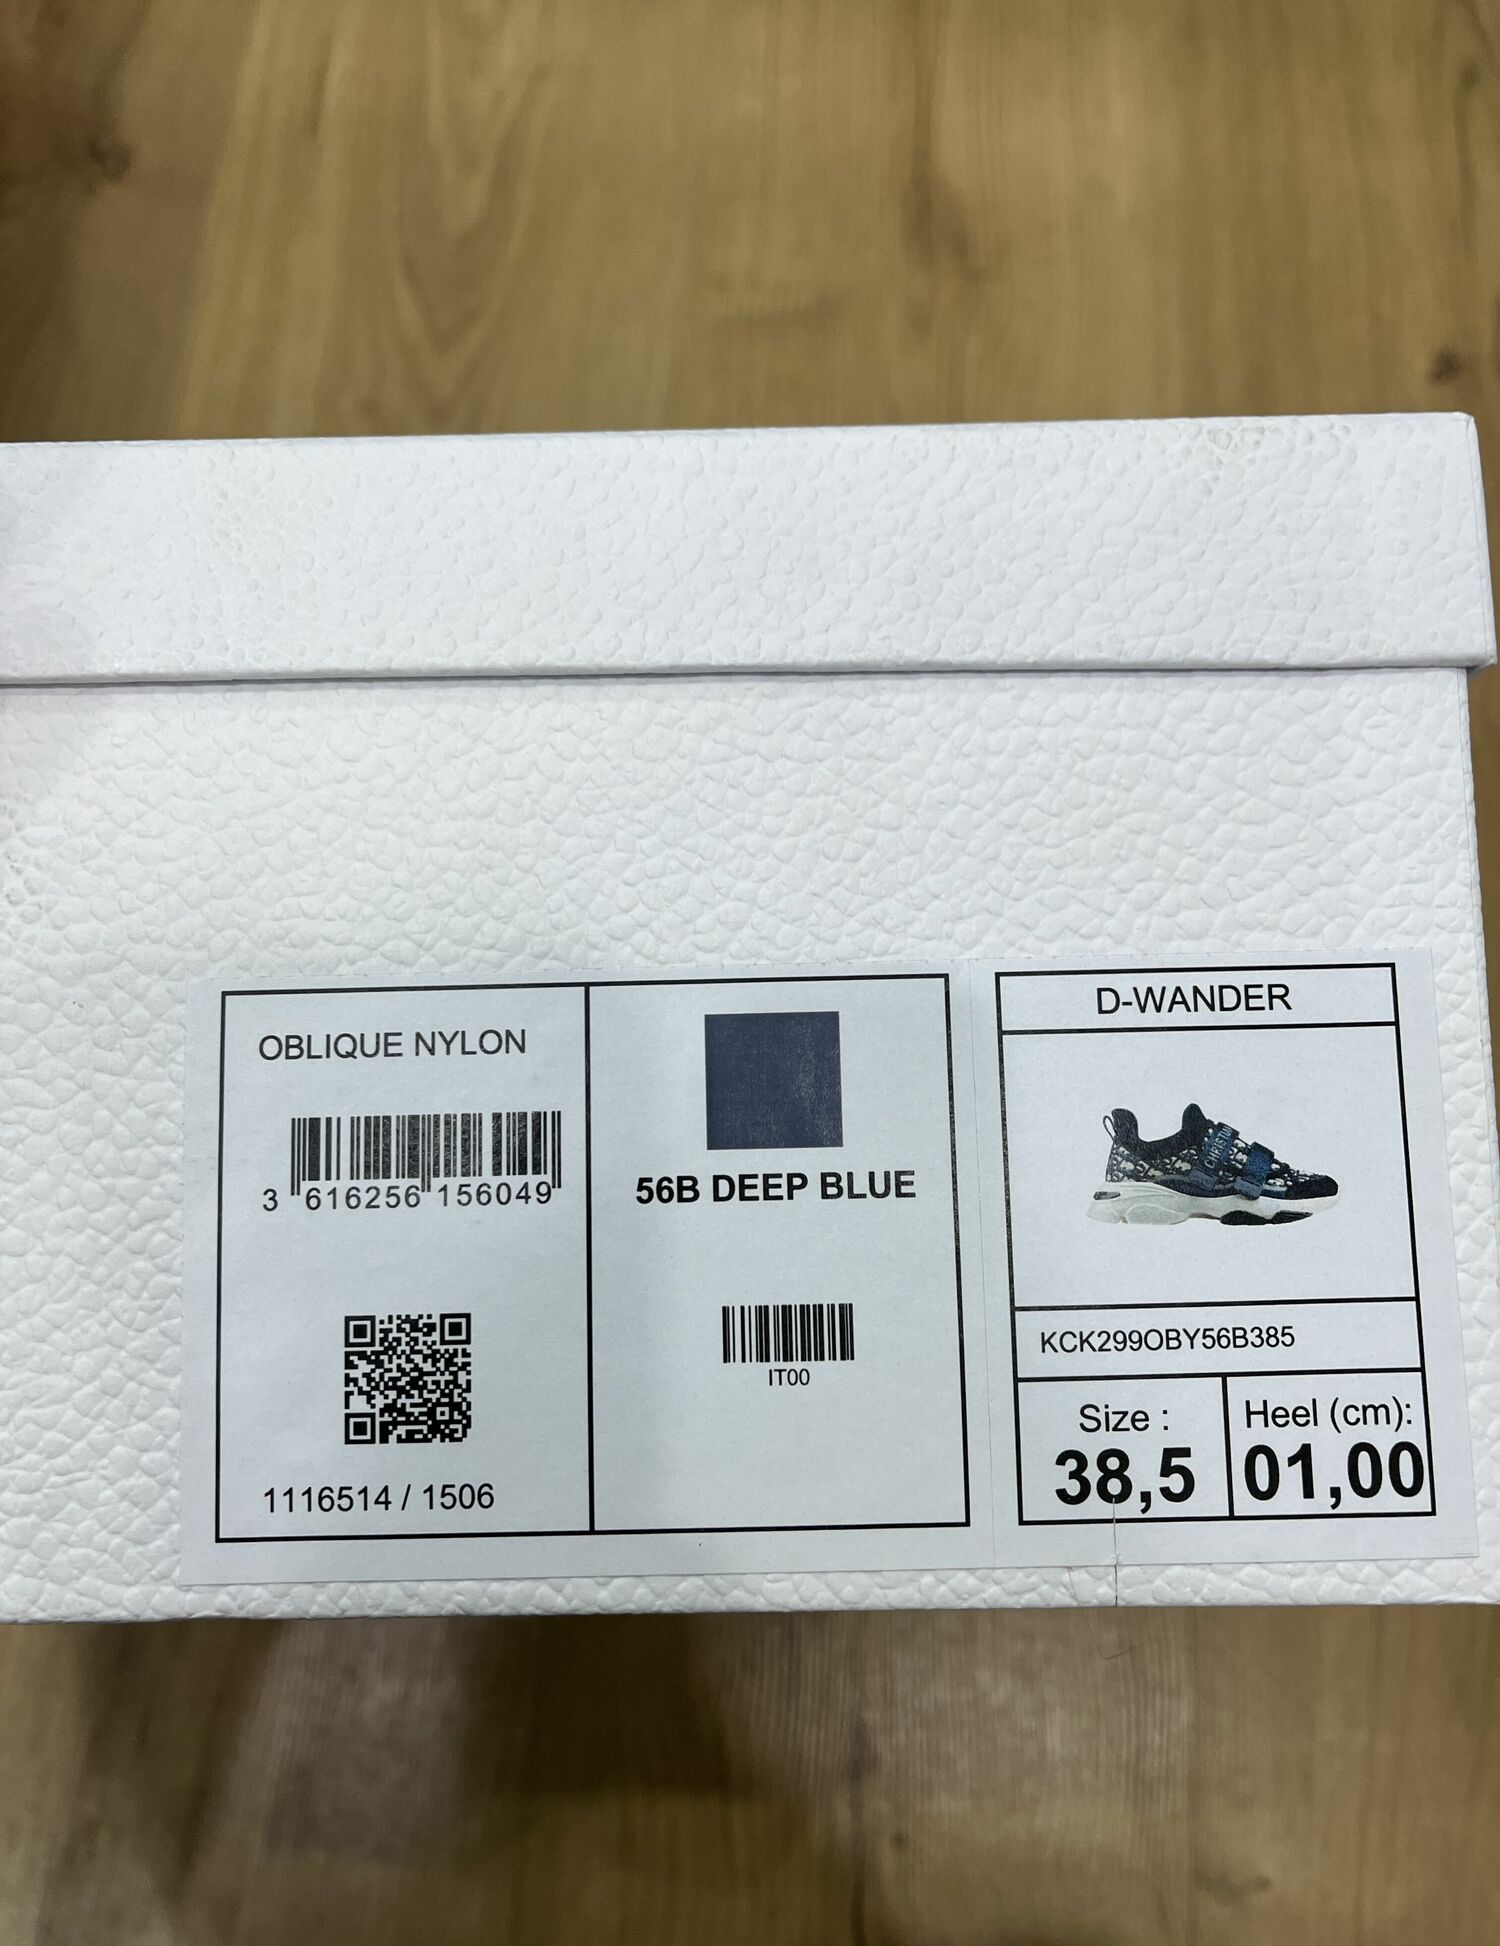 OBLIQUE NYLON
3 616256 156049
1116514 / 1506
56B DEEP BLUE
IT00
D-WANDER
CHRISTIA
KCK299OBY56B385
Size :
38,5
Heel (cm):
01,00